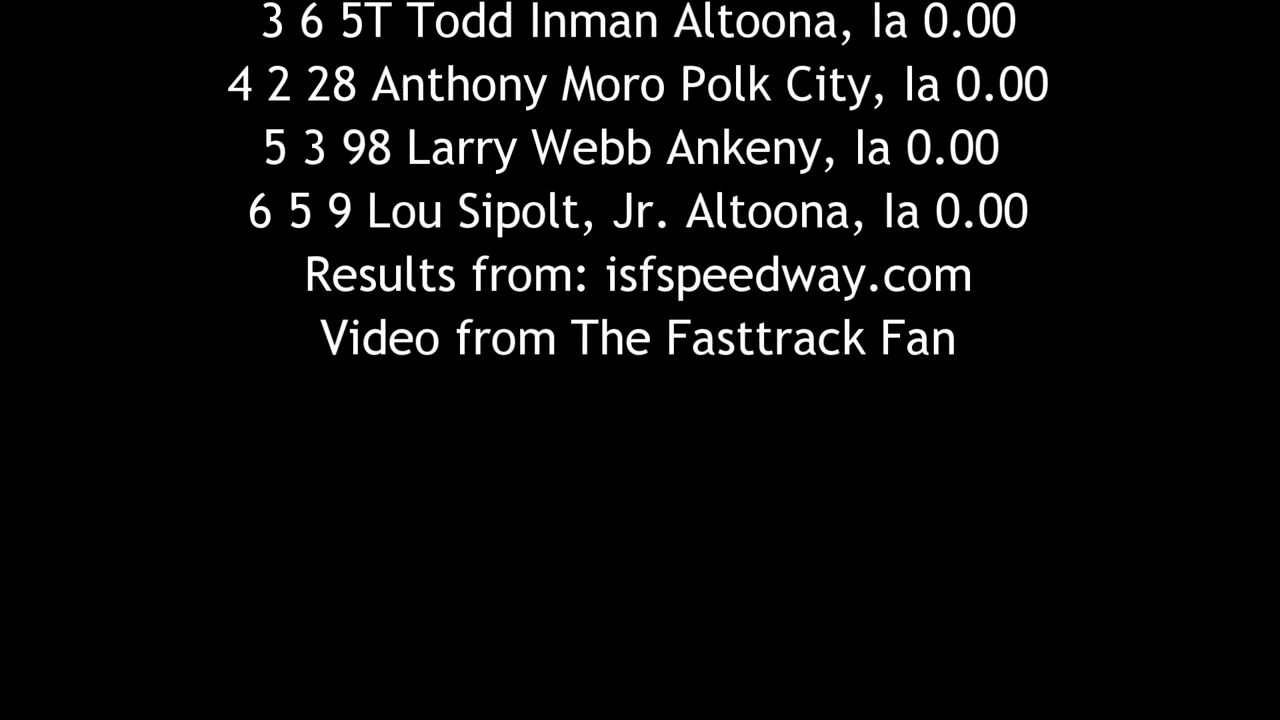 3 6 5T Todd Inman Altoona, Ia 0.00
4 2 28 Anthony Moro Polk City, Ia 0.00
5 3 98 Larry Webb Ankeny, Ia 0.00
6 5 9 Lou Sipolt, Jr. Altoona, Ia 0.00
Results from: isfspeedway.com
Video from The Fasttrack Fan